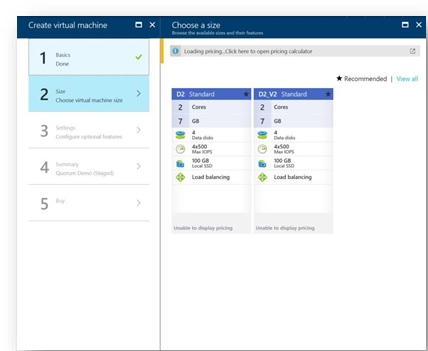 Create virtual machine
1
Basics
Done
2
Size
Choose virtual machine size
3
Settings
Configure optional features
4
Summary
Quorum Demo (Staged)
5
Buy
Choose a size
Browse the available sizes and their features
Loading pricing...Click here to open pricing calculator
Recommended | View all
D2 Standard
2 Cores
7 GB
4
Data disks
4x500
Max IOPS
100 GB
Local SSD
Load balancing
Unable to display pricing
D2_V2 Standard
2 Cores
7 GB
4
Data disks
4x500
Max IOPS
100 GB
Local SSD
Load balancing
Unable to display pricing